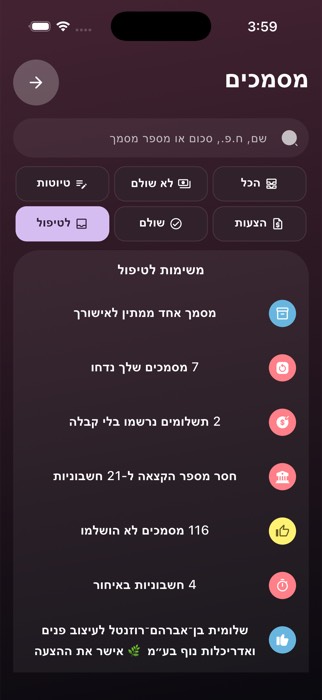 3:59
מסמכים
שם, ח.פ., סכום או מספר מסמך
הכל
לא שולם
טיוטות
הצעות
שולם
לטיפול
משימות לטיפול
מסמך אחד ממתין לאישורך
7 מסמכים שלך נדחו
2 תשלומים נרשמו בלי קבלה
חסר מספר הקצאה ל-21 חשבוניות
116 מסמכים לא הושלמו
4 חשבוניות באיחור
שלומית בן־אברהם־רוזנטל לעיצוב פנים
ואדריכלות נוף בע״מ 🌿 אישר את ההצעה